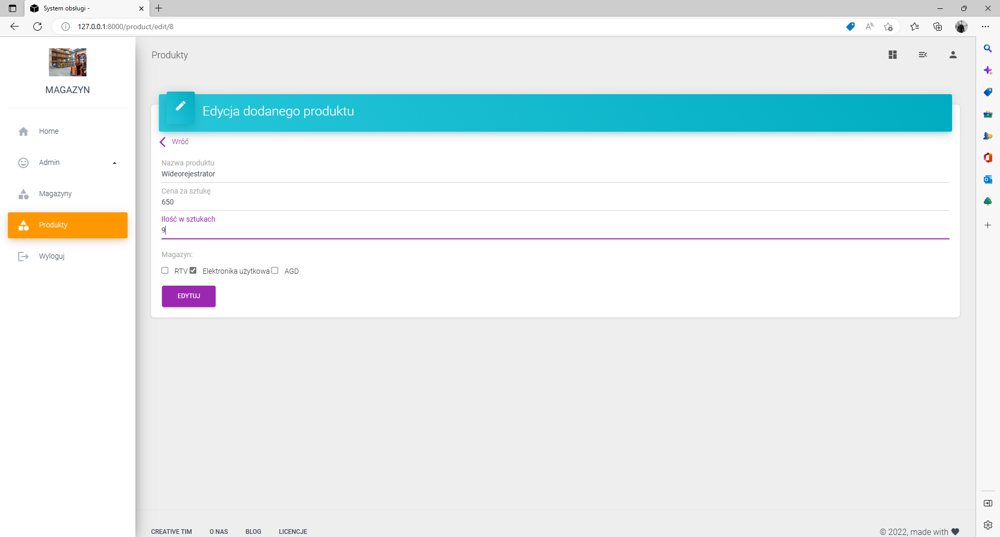 System obsługi -
127.0.0.1:8000/product/edit/8
MAGAZYN
Home
Admin
Magazyny
Produkty
Wyloguj
Produkty
Edycja dodanego produktu
Wróć
Nazwa produktu
Wideorejestrator
Cena za sztukę
650
Ilość w sztukach
9
Magazyn:
RTV Elektronika użytkowa AGD
EDYTUJ
CREATIVE TIM O NAS BLOG LICENCJE
© 2022, made with